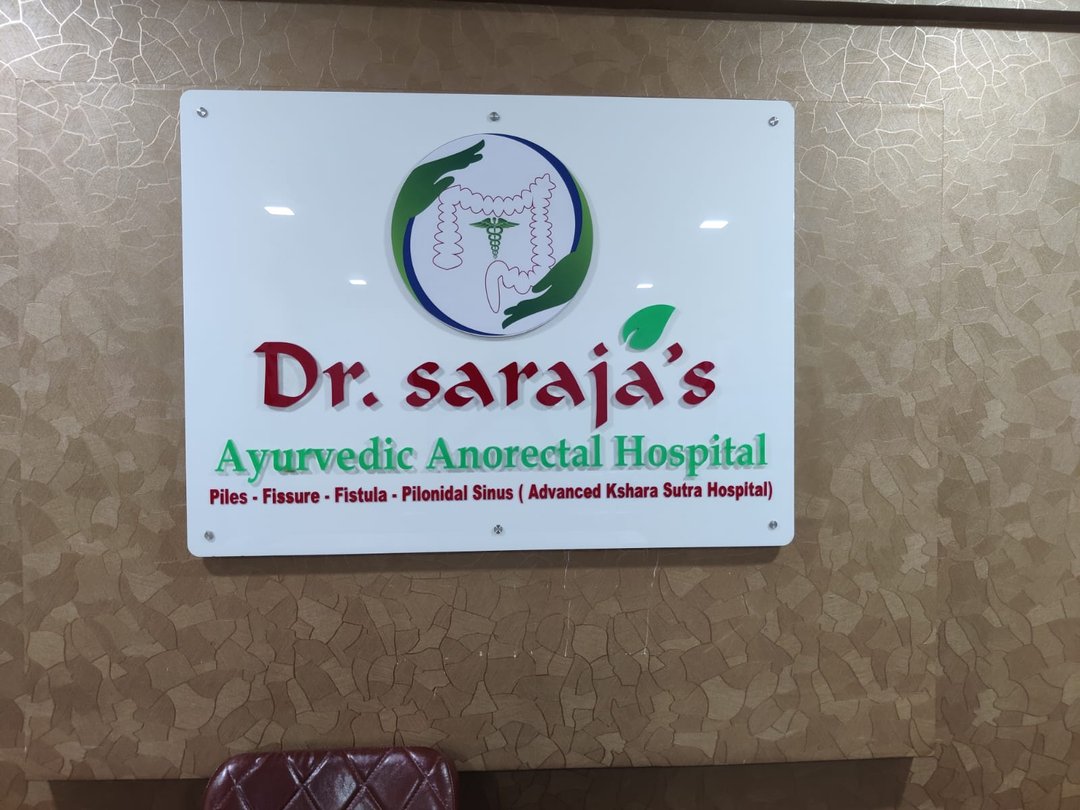 Dr. saraja's
Ayurvedic Anorectal Hospital
Piles - Fissure - Fistula - Pilonidal Sinus ( Advanced Kshara Sutra Hospital)